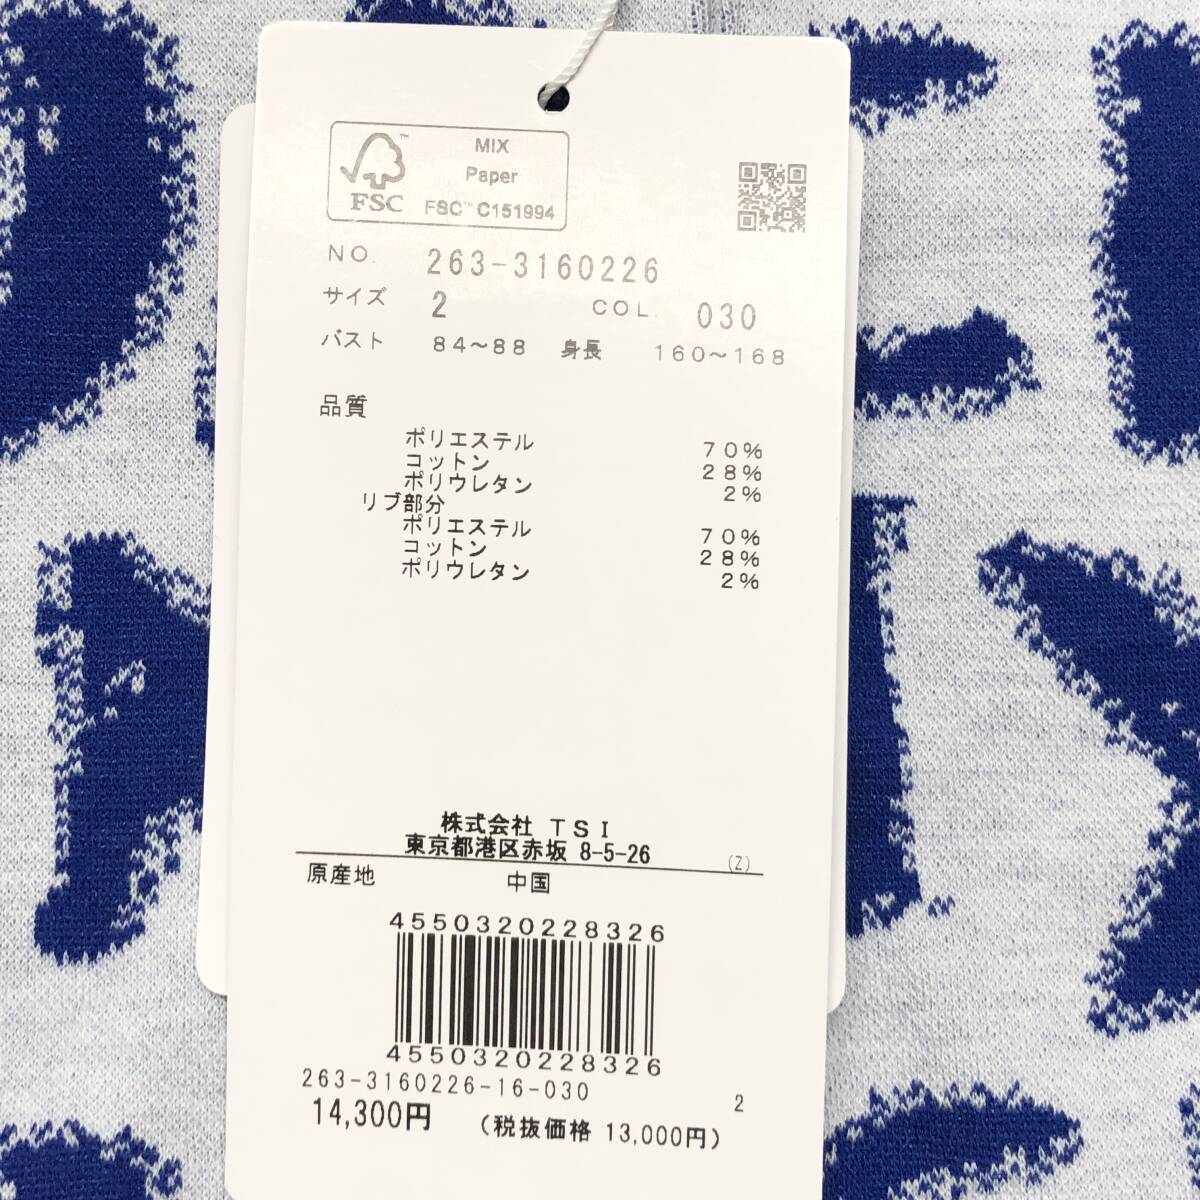 MIX
Paper
FSC
FSC™ C151994
NO. 263-3160226
サイズ 2 COL. 030
バスト 84～88 身長 160～168
品質
ポリエステル 70%
コットン 28%
ポリウレタン 2%
リブ部分
ポリエステル 70%
コットン 28%
ポリウレタン 2%
株式会社 TSI
東京都港区赤坂 8-5-26 (Z)
原産地 中国
4550320228326
4550320228326
263-3160226-16-030
2
14,300円 (税抜価格 13,000円)